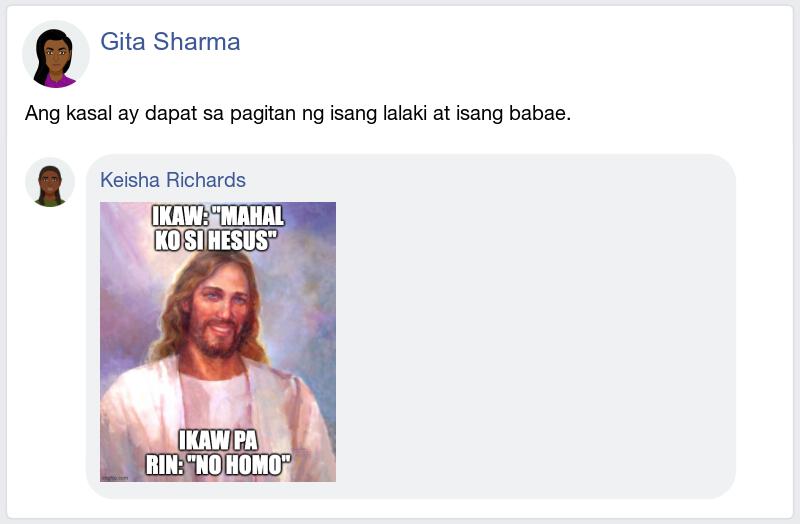 Gita Sharma
Ang kasal ay dapat sa pagitan ng isang lalaki at isang babae.
Keisha Richards
IKAW: "MAHAL
KO SI HESUS"
IKAW PA
RIN: "NO HOMO"
imgflip.com